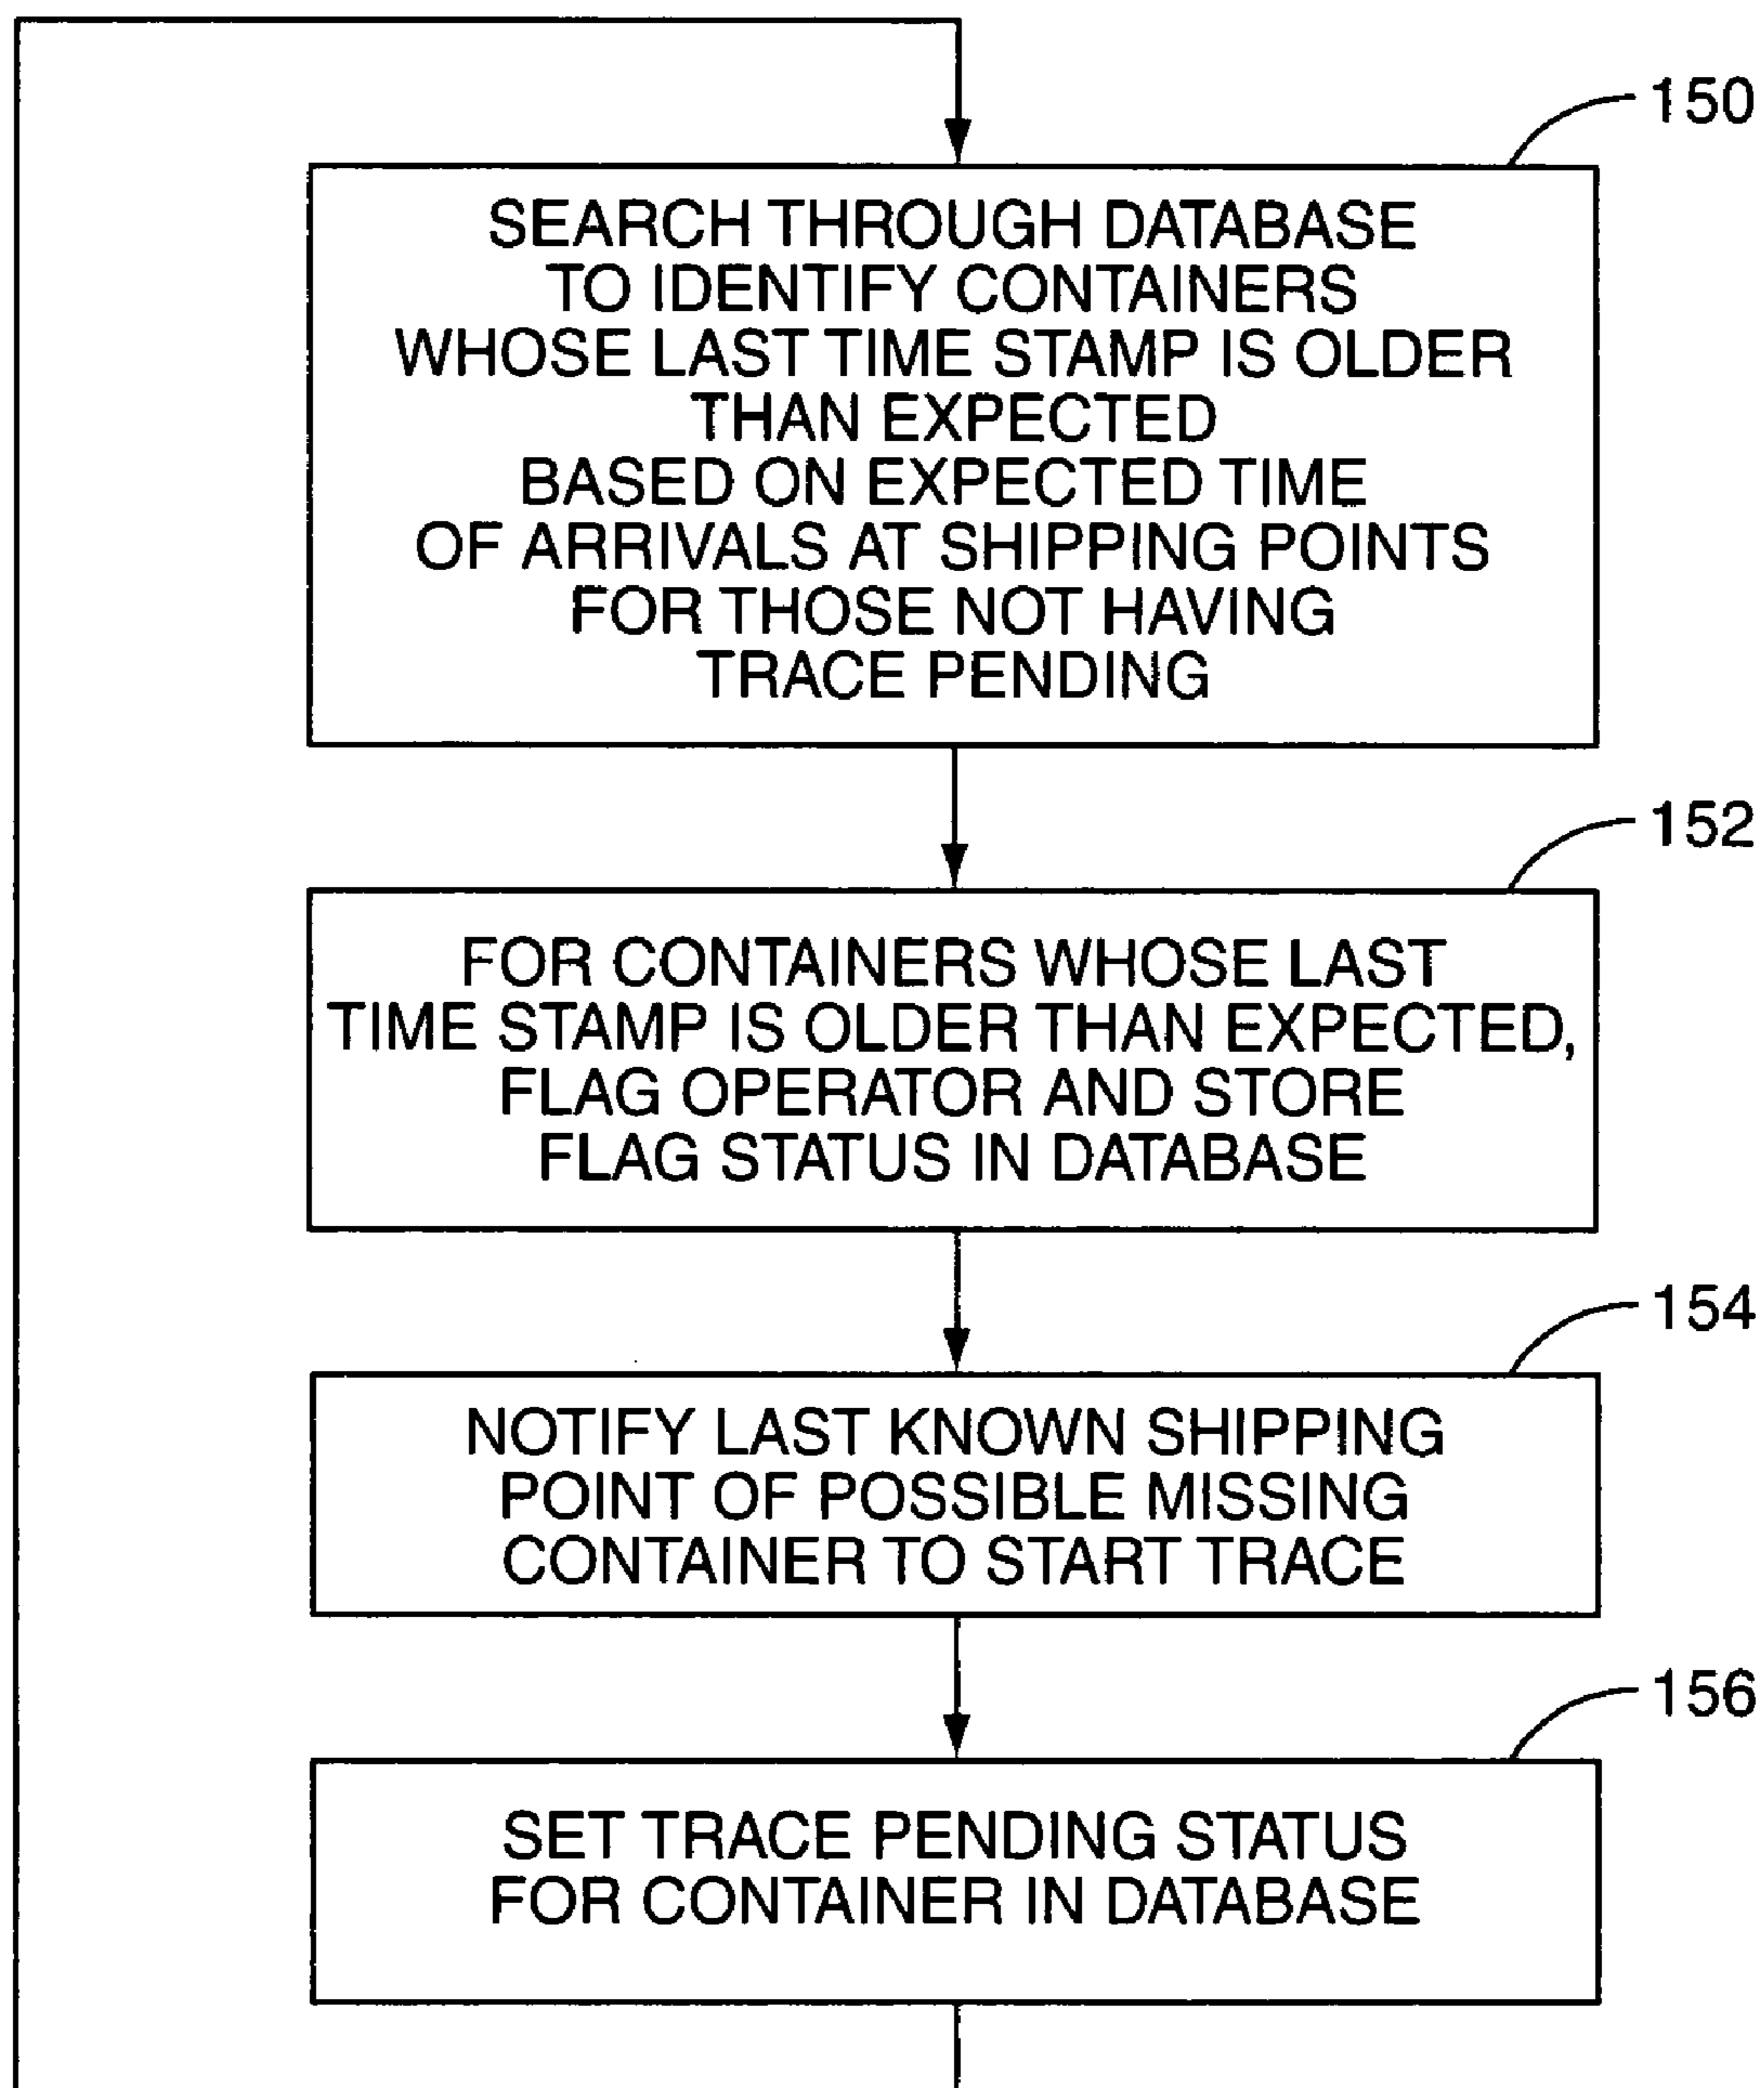 150
SEARCH THROUGH DATABASE
TO IDENTIFY CONTAINERS
WHOSE LAST TIME STAMP IS OLDER
THAN EXPECTED
BASED ON EXPECTED TIME
OF ARRIVALS AT SHIPPING POINTS
FOR THOSE NOT HAVING
TRACE PENDING
152
FOR CONTAINERS WHOSE LAST
TIME STAMP IS OLDER THAN EXPECTED,
FLAG OPERATOR AND STORE
FLAG STATUS IN DATABASE
154
NOTIFY LAST KNOWN SHIPPING
POINT OF POSSIBLE MISSING
CONTAINER TO START TRACE
156
SET TRACE PENDING STATUS
FOR CONTAINER IN DATABASE